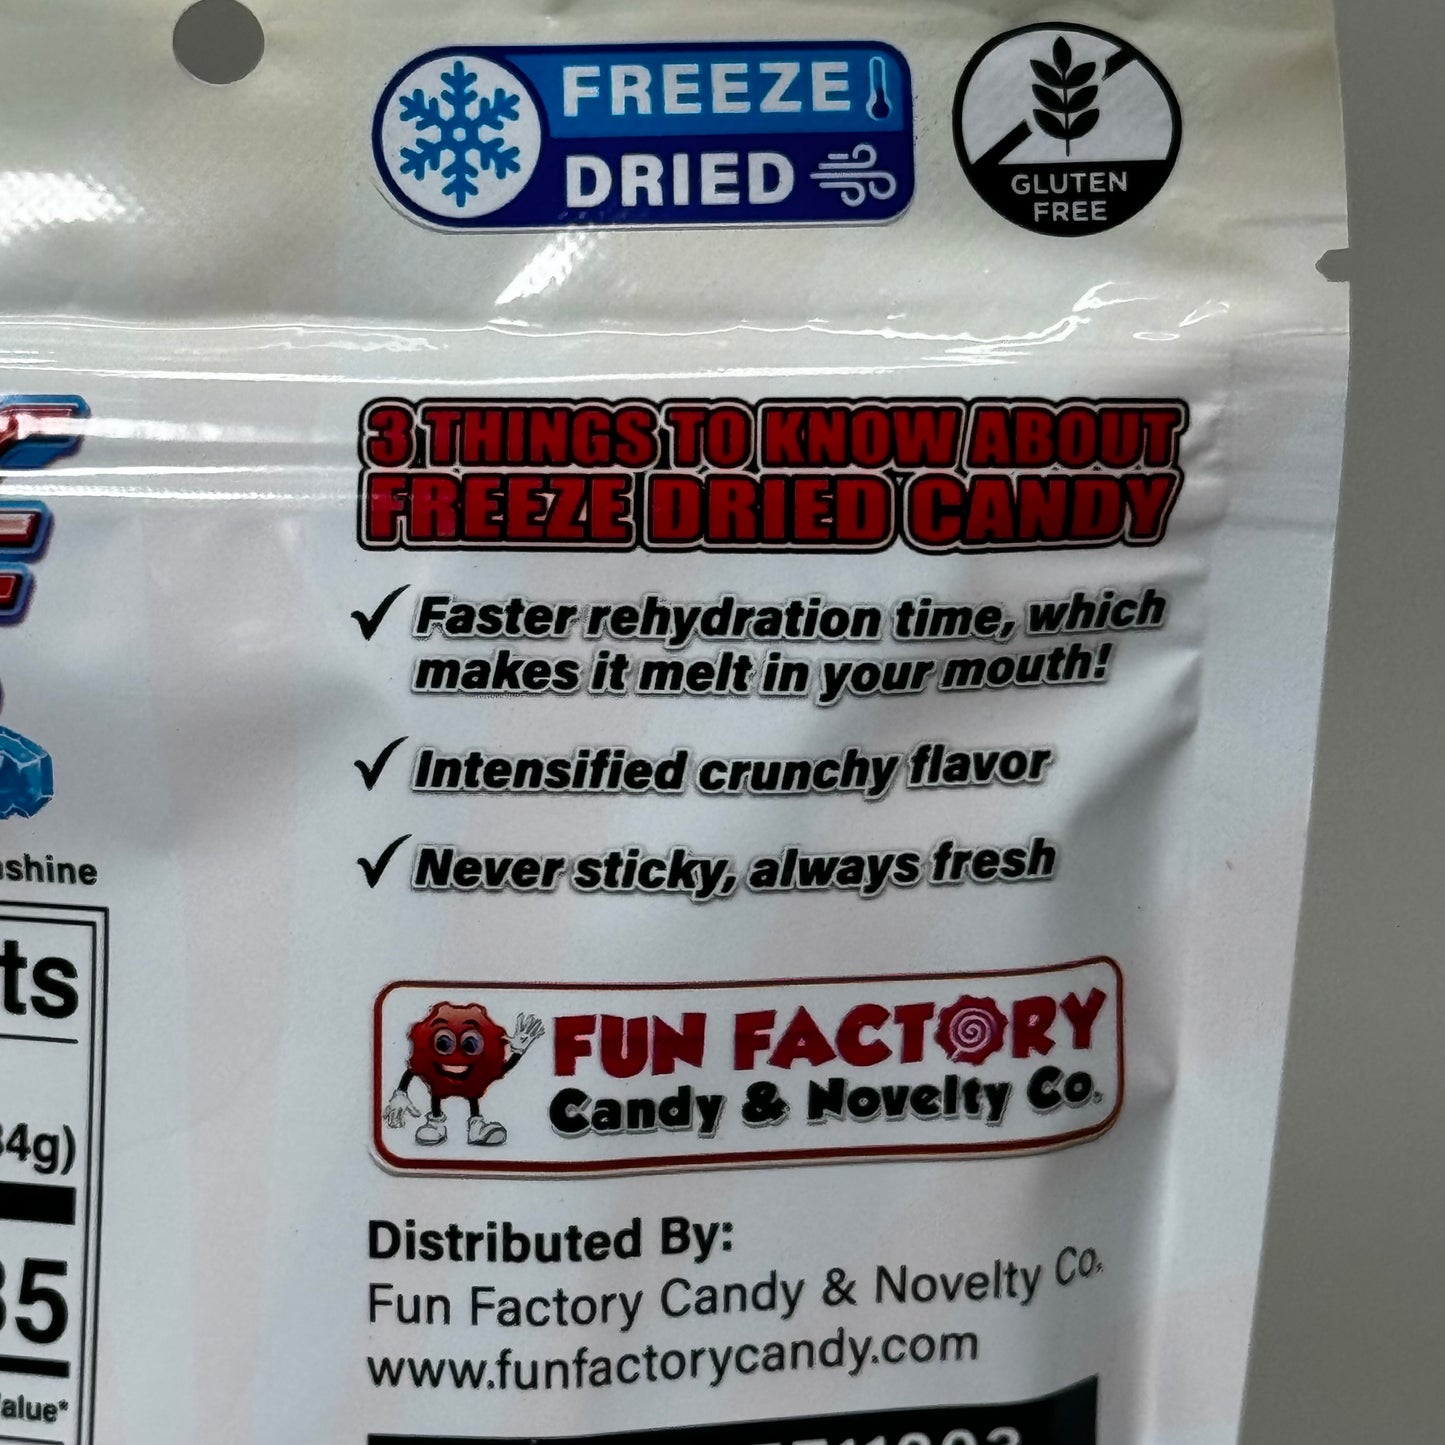 FREEZE
DRIED
GLUTEN
FREE
3 THINGS TO KNOW ABOUT
FREEZE DRIED CANDY
✓ Faster rehydration time, which
makes it melt in your mouth!
✓ Intensified crunchy flavor
✓ Never sticky, always fresh
FUN FACTORY
Candy & Novelty Co.
Distributed By:
Fun Factory Candy & Novelty Co.
www.funfactorycandy.com